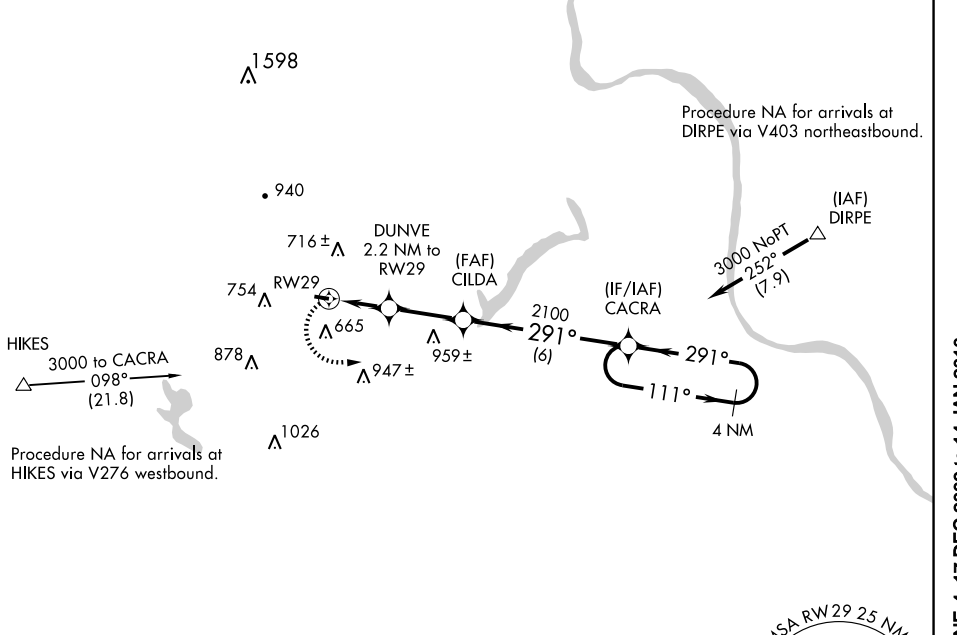 1598
Procedure NA for arrivals at
DIRPE via V403 northeastbound.
940
(IAF)
DIRPE
716 ±
DUNVE
2.2 NM to
RW29
(FAF)
CILDA
3000 NoPT
252°
(7.9)
754
RW29
(IF/IAF)
CACRA
2100
291°
(6)
665
959 ±
291°
HIKES
3000 to CACRA
098°
(21.8)
878
947 ±
111°
4 NM
1026
Procedure NA for arrivals at
HIKES via V276 westbound.
RW 29 25 NM